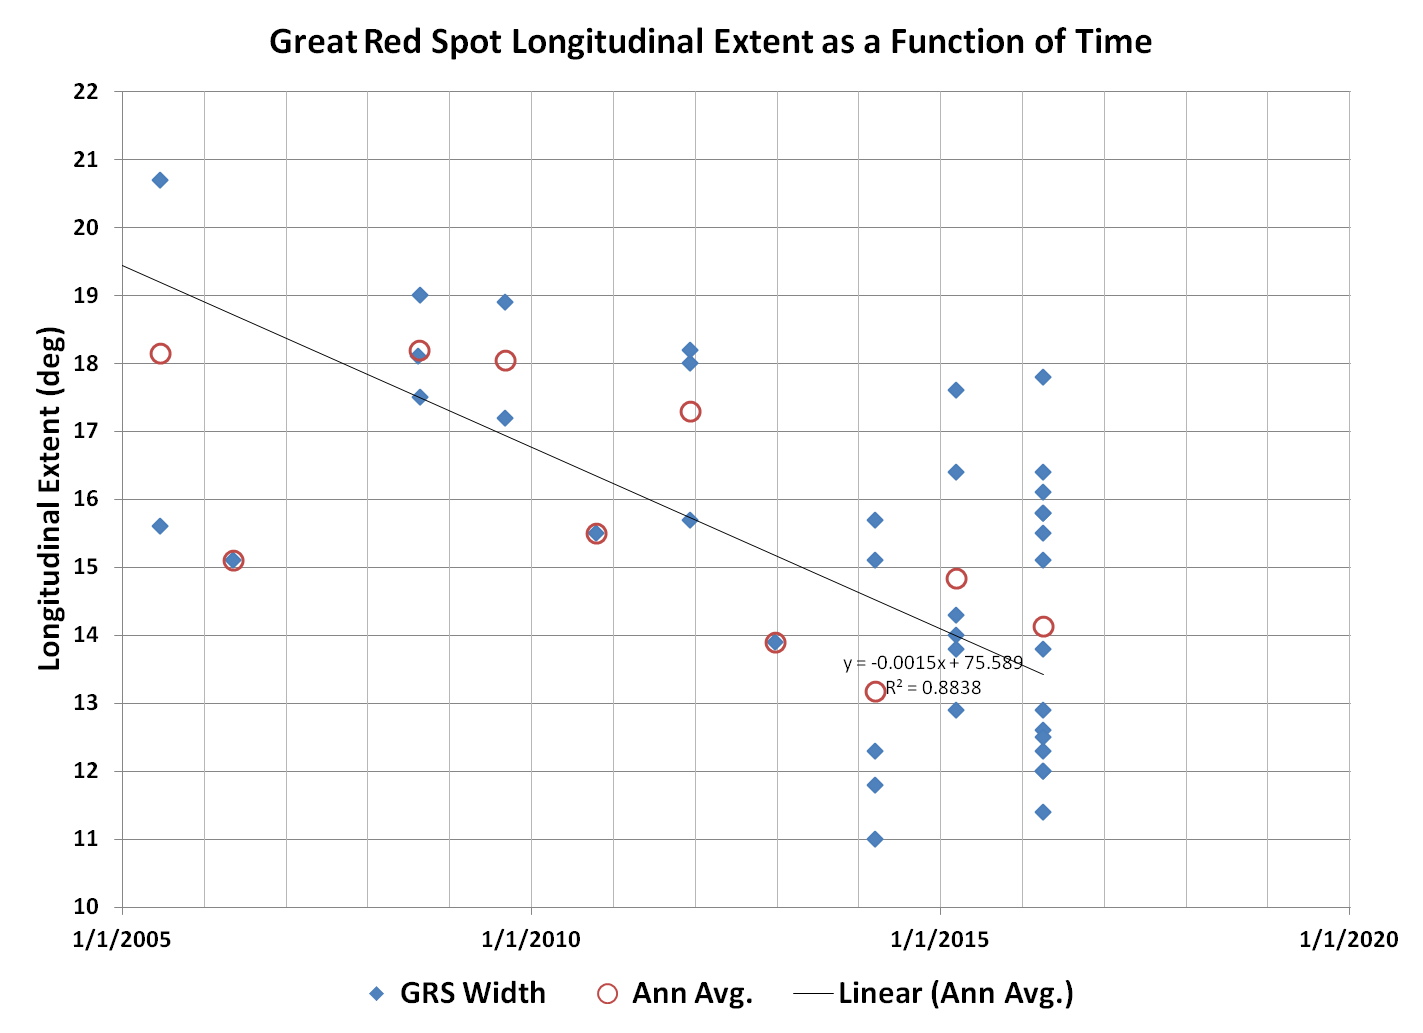 Great Red Spot Longitudinal Extent as a Function of Time
Longitudinal Extent (deg)
22
21
20
19
18
17
16
15
14
13
12
11
10
y = -0.0015x + 75.589
R² = 0.8838
1/1/2005
1/1/2010
1/1/2015
1/1/2020
GRS Width
Ann Avg.
Linear (Ann Avg.)